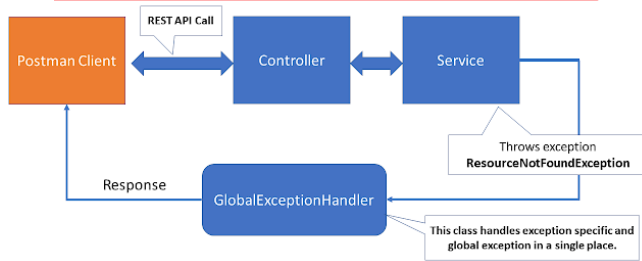 REST API Call
Postman Client
Controller
Service
Throws exception
ResourceNotFoundException
Response
GlobalExceptionHandler
This class handles exception specific and
global exception in a single place.